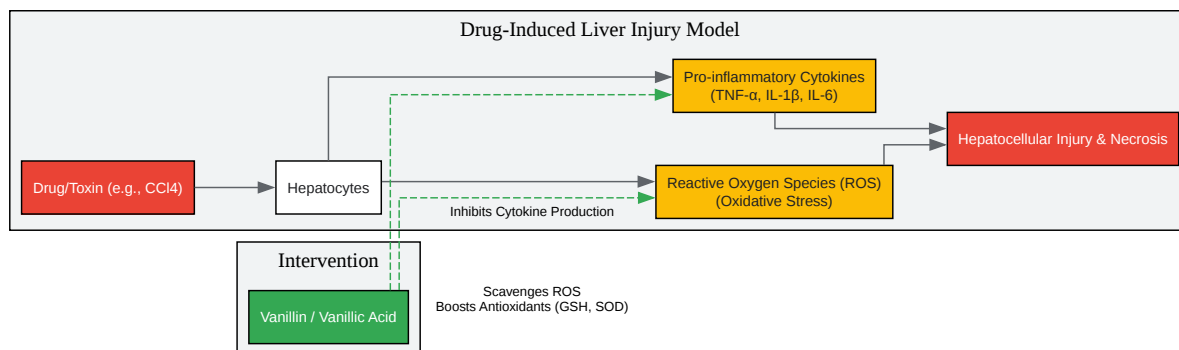 Drug-Induced Liver Injury Model
Pro-inflammatory Cytokines
(TNF-α, IL-1β, IL-6)
Hepatocellular Injury & Necrosis
Drug/Toxin (e.g., CCl4)
Hepatocytes
Reactive Oxygen Species (ROS)
(Oxidative Stress)
Inhibits Cytokine Production
Intervention
Scavenges ROS
Boosts Antioxidants (GSH, SOD)
Vanillin / Vanillic Acid